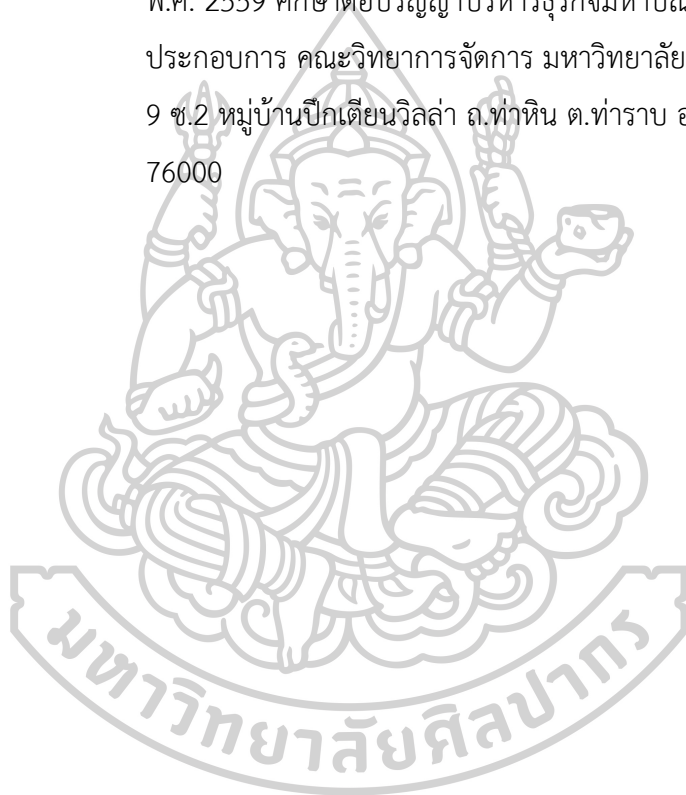 พ.ศ. 2559 ศึกษาต่อปริญญาบริหารธุรกิจมหาบัณ
ประกอบการ คณะวิทยาการจัดการ มหาวิทยาลัย
9 ซ.2 หมู่บ้านปึกเตียนวิลล่า ถ.ท่าหิน ต.ท่าราบ อ
76000
มหาวิทยาลัยศิลปากร